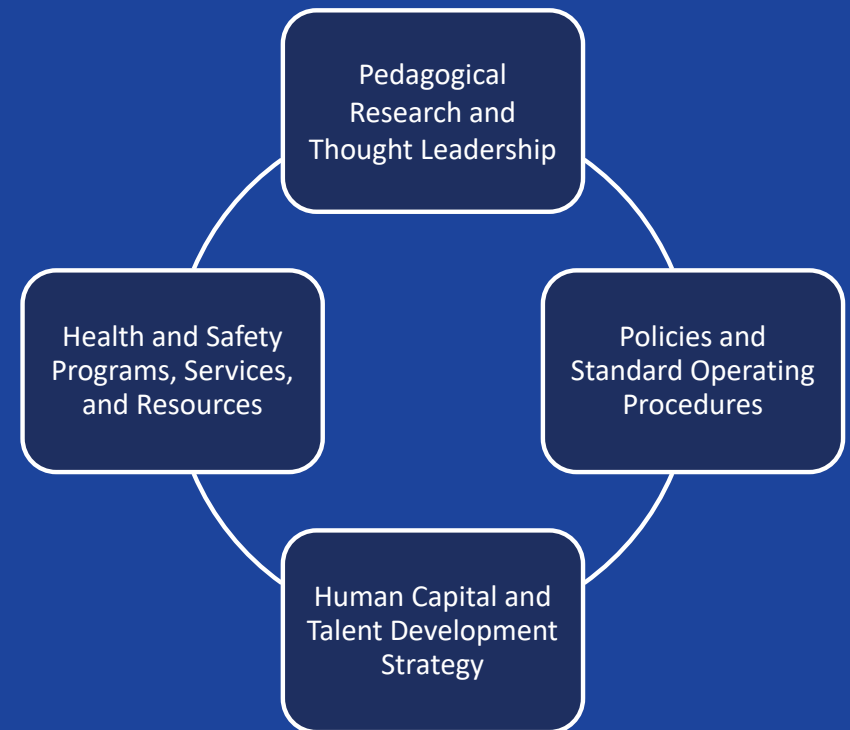 Pedagogical
Research and
Thought Leadership
Health and Safety
Programs, Services,
and Resources
Policies and
Standard Operating
Procedures
Human Capital and
Talent Development
Strategy